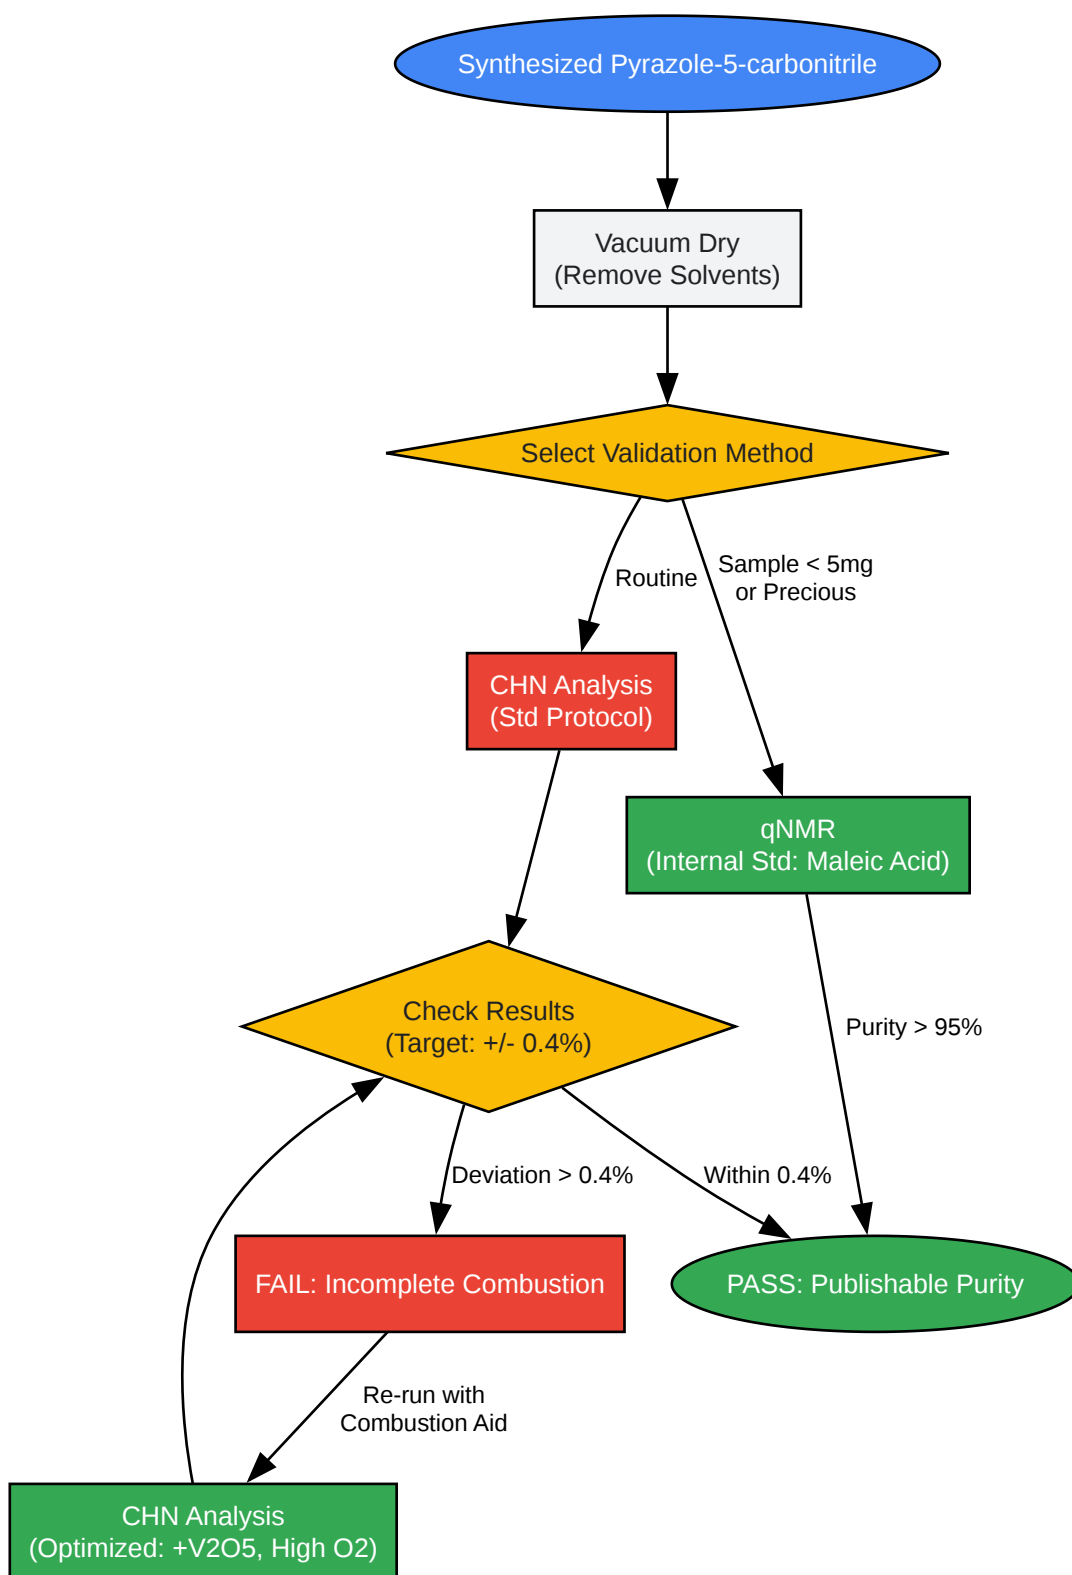 Synthesized Pyrazole-5-carbonitrile
Vacuum Dry
(Remove Solvents)
Select Validation Method
Routine
Sample < 5mg
or Precious
CHN Analysis
(Std Protocol)
qNMR
(Internal Std: Maleic Acid)
Check Results
(Target: +/- 0.4%)
Purity > 95%
Deviation > 0.4%
Within 0.4%
FAIL: Incomplete Combustion
PASS: Publishable Purity
Re-run with
Combustion Aid
CHN Analysis
(Optimized: +V2O5, High O2)